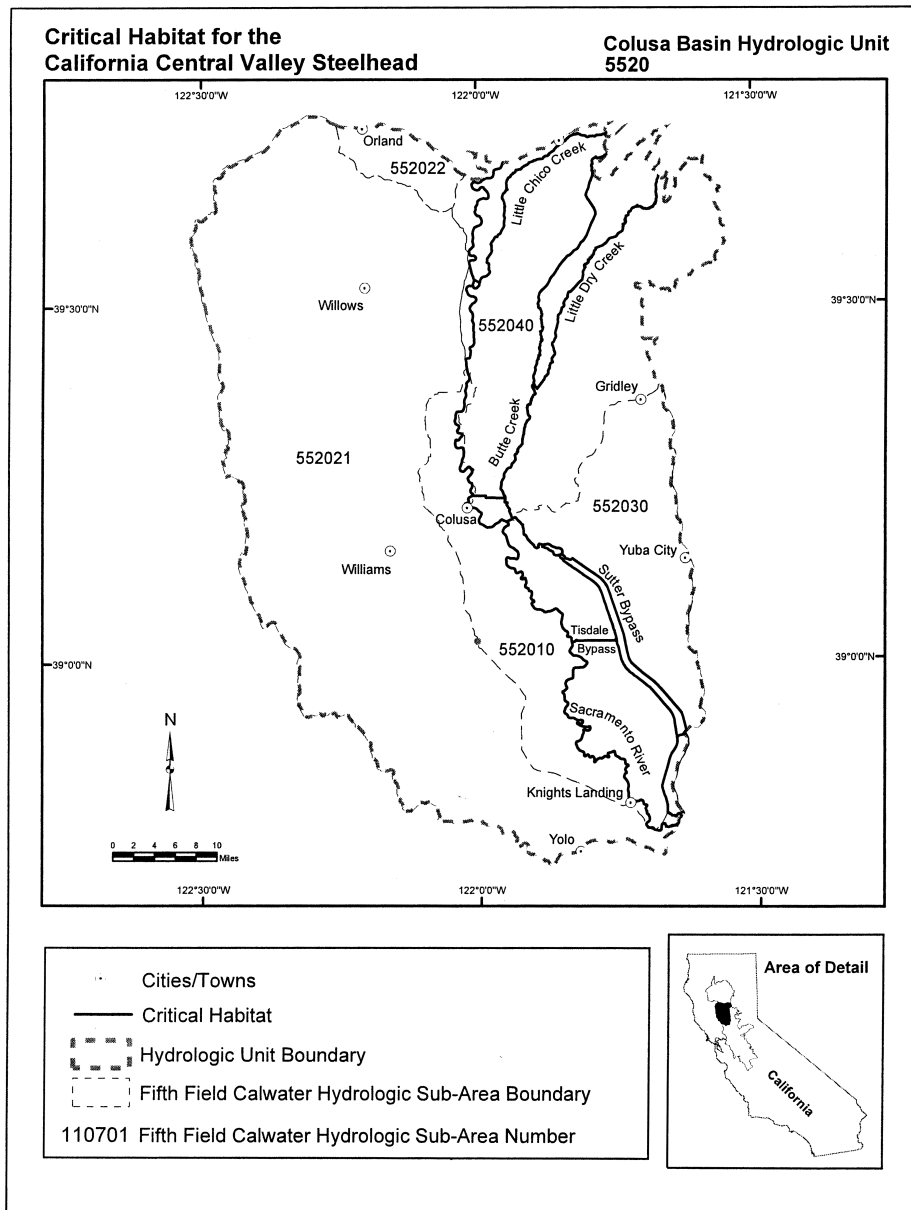 Critical Habitat for the
California Central Valley Steelhead
Colusa Basin Hydrologic Unit
5520
122°30'0"W
122°0'0"W
121°30'0"W
Orland
552022
Little Chico Creek
Little Dry Creek
Willows
39°30'0"N
39°30'0"N
552040
Gridley
Butte Creek
552021
552030
Colusa
Yuba City
Williams
Sutter Bypass
Tisdale
Bypass
552010
39°0'0"N
39°0'0"N
N
Sacramento River
Knights Landing
Yolo
0 2 4 6 8 10
Miles
122°30'0"W
122°0'0"W
121°30'0"W
Cities/Towns
Critical Habitat
Hydrologic Unit Boundary
Fifth Field Calwater Hydrologic Sub-Area Boundary
110701 Fifth Field Calwater Hydrologic Sub-Area Number
Area of Detail
California